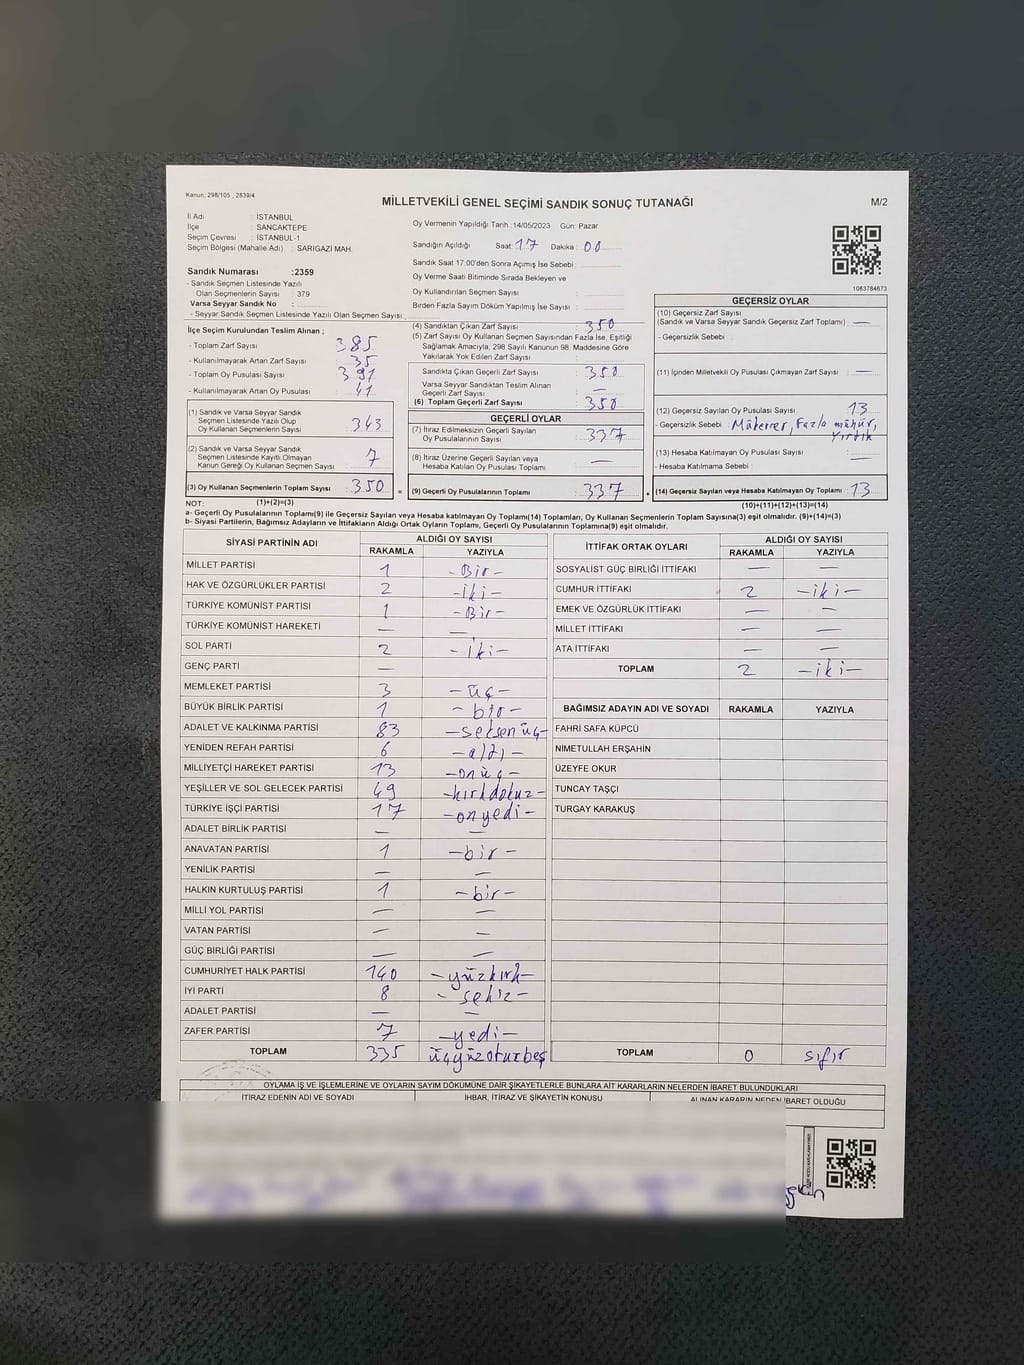 Kanun; 298/105 , 2839/4
MİLLETVEKİLİ GENEL SEÇİMİ SANDIK SONUÇ TUTANAĞI
M/2
İl Adı : İSTANBUL
İlçe : SANCAKTEPE
Seçim Çevresi : İSTANBUL-1
Seçim Bölgesi (Mahalle Adı) : SARIGAZİ MAH.
Sandık Numarası :2359
- Sandık Seçmen Listesinde Yazılı
Olan Seçmenlerin Sayısı : 379
Varsa Seyyar Sandık No :
- Seyyar Sandık Seçmen Listesinde Yazılı Olan Seçmen Sayısı:
Oy Vermenin Yapıldığı Tarih :14/05/2023 Gün: Pazar
Sandığın Açıldığı Saat: 17 Dakika : 00
Sandık Saat 17:00'den Sonra Açımış İse Sebebi :
Oy Verme Saati Bitiminde Sırada Bekleyen ve
Oy Kullandırılan Seçmen Sayısı :
Birden Fazla Sayım Döküm Yapılmış İse Sayısı :
1083784673
İlçe Seçim Kurulundan Teslim Alınan ;
- Toplam Zarf Sayısı : 385
- Kullanılmayarak Artan Zarf Sayısı : 35
- Toplam Oy Pusulası Sayısı : 391
- Kullanılmayarak Artan Oy Pusulası : 41
(1) Sandık ve Varsa Seyyar Sandık
Seçmen Listesinde Yazılı Olup
Oy Kullanan Seçmenlerin Sayısı : 343
(2) Sandık ve Varsa Seyyar Sandık
Seçmen Listesinde Kayıtlı Olmayan
Kanun Gereği Oy Kullanan Seçmen Sayısı : 7
(3) Oy Kullanan Seçmenlerin Toplam Sayısı : 350
(1)+(2)=(3)
(4) Sandıktan Çıkan Zarf Sayısı : 350
(5) Zarf Sayısı Oy Kullanan Seçmen Sayısından Fazla İse, Eşitliği
Sağlamak Amacıyla, 298 Sayılı Kanunun 98. Maddesine Göre
Yakılarak Yok Edilen Zarf Sayısı :
Sandıkta Çıkan Geçerli Zarf Sayısı : 350
Varsa Seyyar Sandıktan Teslim Alınan
Geçerli Zarf Sayısı : —
(6) Toplam Geçerli Zarf Sayısı : 350
GEÇERLİ OYLAR
(7) İtiraz Edilmeksizin Geçerli Sayılan
Oy Pusulalarının Sayısı : 337
(8) İtiraz Üzerine Geçerli Sayılan veya
Hesaba Katılan Oy Pusulası Toplamı : —
= (9) Geçerli Oy Pusulalarının Toplamı : 337
GEÇERSİZ OYLAR
(10) Geçersiz Zarf Sayısı
(Sandık ve Varsa Seyyar Sandık Geçersiz Zarf Toplamı) : —
- Geçersizlik Sebebi :
(11) İçinden Milletvekili Oy Pusulası Çıkmayan Zarf Sayısı : —
(12) Geçersiz Sayılan Oy Pusulası Sayısı : 13
- Geçersizlik Sebebi : Mükerrer, Fazla mühür,
Yırtık
(13) Hesaba Katılmayan Oy Pusulası Sayısı : —
- Hesaba Katılmama Sebebi :
+ (14) Geçersiz Sayılan veya Hesaba Katılmayan Oy Toplamı : 13
(10)+(11)+(12)+(13)=(14)
NOT:
a- Geçerli Oy Pusulalarının Toplamı(9) ile Geçersiz Sayılan veya Hesaba Katılmayan Oy Toplamı(14) Toplamları, Oy Kullanan Seçmenlerin Toplam Sayısına(3) eşit olmalıdır. (9)+(14)=(3)
b- Siyasi Partilerin, Bağımsız Adayların ve İttifakların Aldığı Ortak Oyların Toplamı, Geçerli Oy Pusulalarının Toplamına(9) eşit olmalıdır.
SİYASİ PARTİNİN ADI ALDIĞI OY SAYISI
RAKAMLA YAZIYLA
MİLLET PARTİSİ 1 -Bir-
HAK VE ÖZGÜRLÜKLER PARTİSİ 2 -iki-
TÜRKİYE KOMÜNİST PARTİSİ 1 -Bir-
TÜRKİYE KOMÜNİST HAREKETİ — —
SOL PARTİ 2 -iki-
GENÇ PARTİ —
MEMLEKET PARTİSİ 3 -üç-
BÜYÜK BİRLİK PARTİSİ 1 -bir-
ADALET VE KALKINMA PARTİSİ 83 -seksen üç-
YENİDEN REFAH PARTİSİ 6 -altı-
MİLLİYETÇİ HAREKET PARTİSİ 13 -onüç-
YEŞİLLER VE SOL GELECEK PARTİSİ 49 -kırkdokuz-
TÜRKİYE İŞÇİ PARTİSİ 17 -onyedi-
ADALET BİRLİK PARTİSİ — —
ANAVATAN PARTİSİ 1 -bir-
YENİLİK PARTİSİ — —
HALKIN KURTULUŞ PARTİSİ 1 -bir-
MİLLİ YOL PARTİSİ — —
VATAN PARTİSİ — —
GÜÇ BİRLİĞİ PARTİSİ — —
CUMHURİYET HALK PARTİSİ 140 -yüzkırk-
İYİ PARTİ 8 -sekiz-
ADALET PARTİSİ — —
ZAFER PARTİSİ 7 -yedi-
TOPLAM 335 üçyüzoturbeş
İTTİFAK ORTAK OYLARI ALDIĞI OY SAYISI
RAKAMLA YAZIYLA
SOSYALİST GÜÇ BİRLİĞİ İTTİFAKI — —
CUMHUR İTTİFAKI 2 -iki-
EMEK VE ÖZGÜRLÜK İTTİFAKI — —
MİLLET İTTİFAKI — —
ATA İTTİFAKI — —
TOPLAM 2 -iki-
BAĞIMSIZ ADAYIN ADI VE SOYADI RAKAMLA YAZIYLA
FAHRİ SAFA KÜPCÜ
NİMETULLAH ERŞAHİN
ÜZEYFE OKUR
TUNCAY TAŞÇI
TURGAY KARAKUŞ
TOPLAM 0 sıfır
OYLAMA İŞ VE İŞLEMLERİNE VE OYLARIN SAYIM DÖKÜMÜNE DAİR ŞİKAYETLERLE BUNLARA AİT KARARLARIN NELERDEN İBARET BULUNDUKLARI
İTİRAZ EDENİN ADI VE SOYADI İHBAR, İTİRAZ VE ŞİKAYETİN KONUSU ALINAN KARARIN NEDEN İBARET OLDUĞU